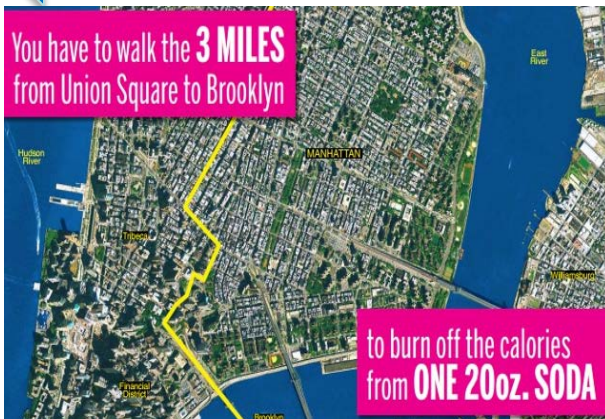 You have to walk the 3 MILES
from Union Square to Brooklyn
East
River
Hudson
River
MANHATTAN
Tribeca
Williamsburg
to burn off the calories
from ONE 20oz. SODA
Financial
District
Brooklyn